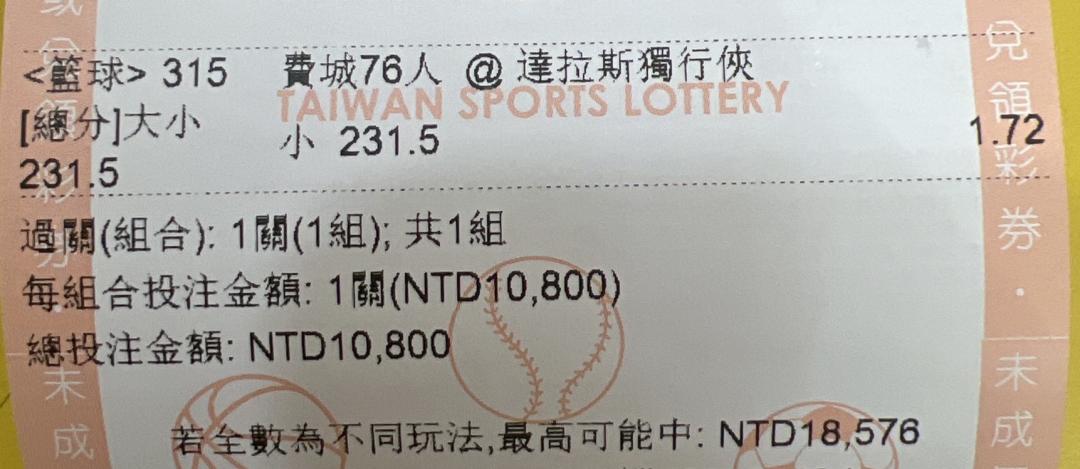 <籃球> 315 費城76人 @ 達拉斯獨行俠
TAIWAN SPORTS LOTTERY
[總分]大小 小 231.5 1.72
231.5
過關(組合): 1關(1組); 共1組
每組合投注金額: 1關(NTD10,800)
總投注金額: NTD10,800
若全數為不同玩法,最高可能中: NTD18,576
兌領彩券・未成
未成